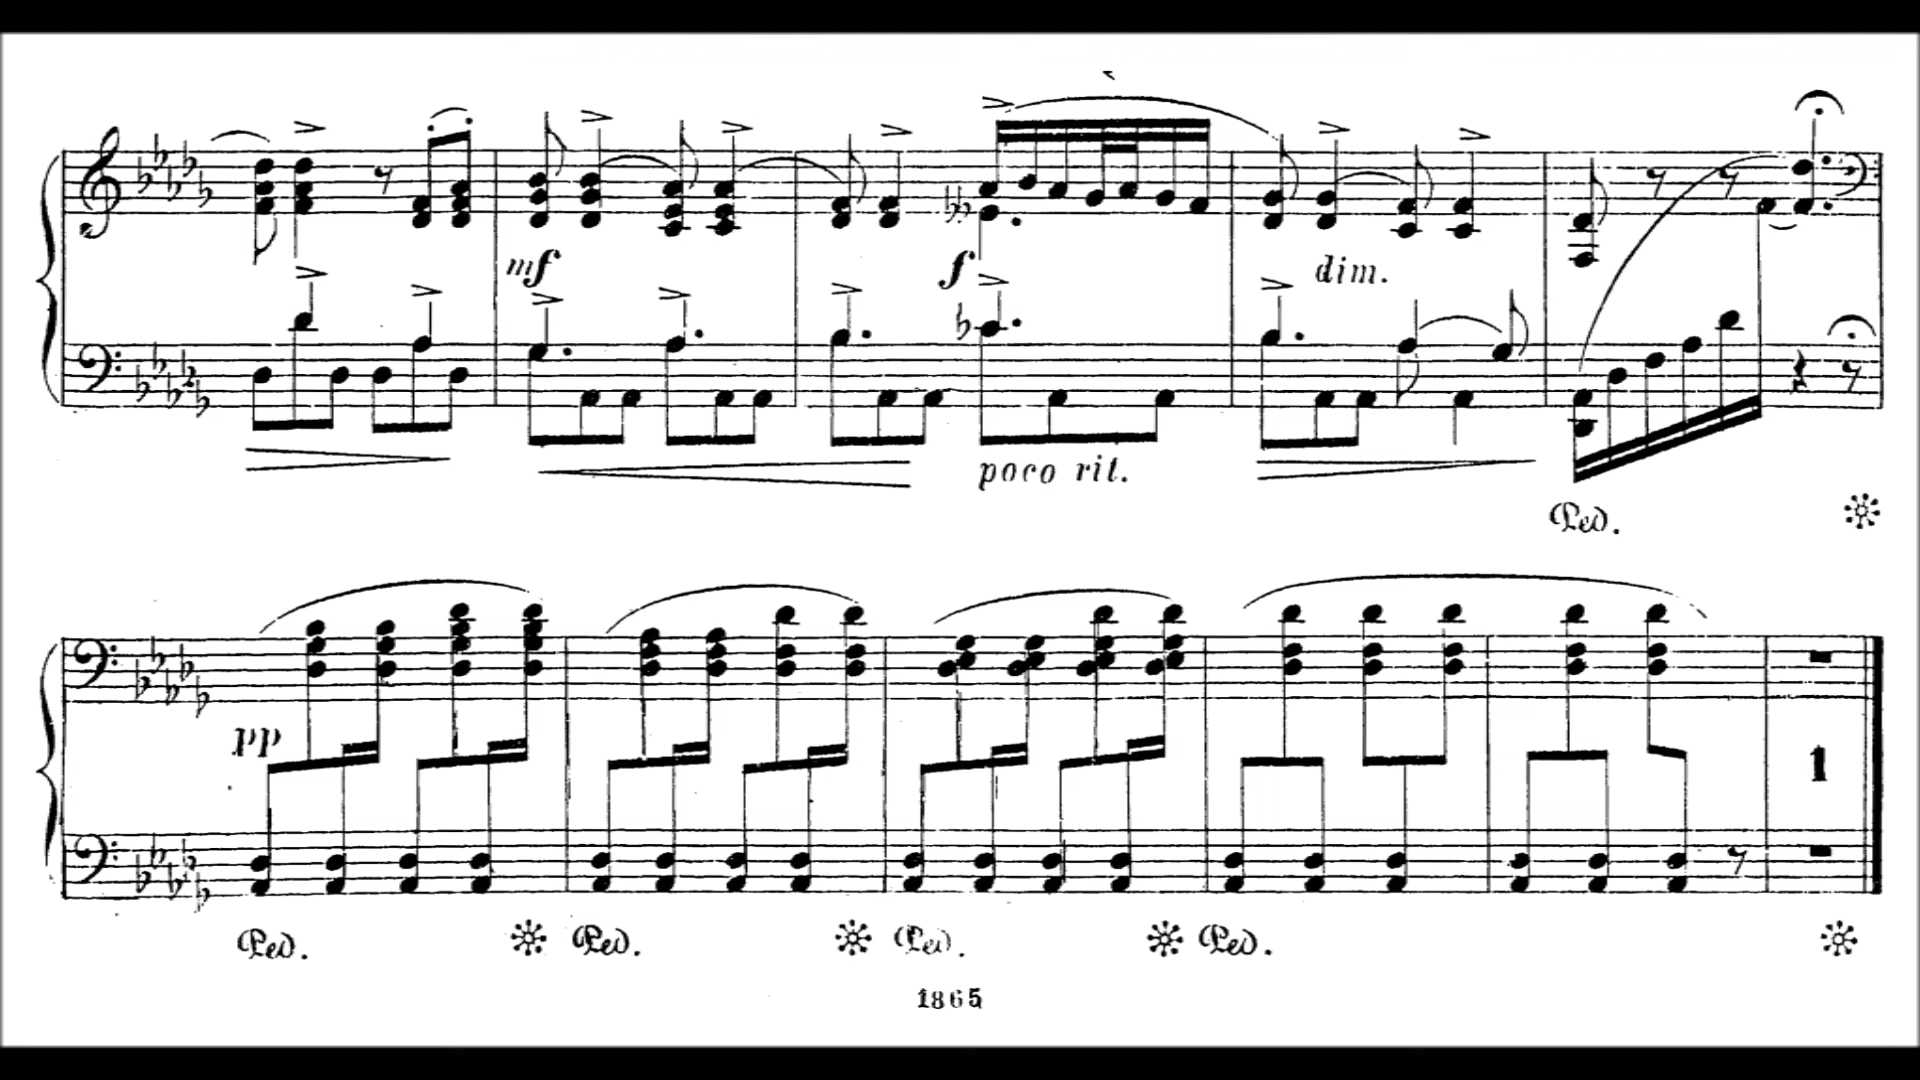 mf
f
dim.
poco rit.
Ped.
pp
1
Ped. Ped. Ped. Ped.
1865